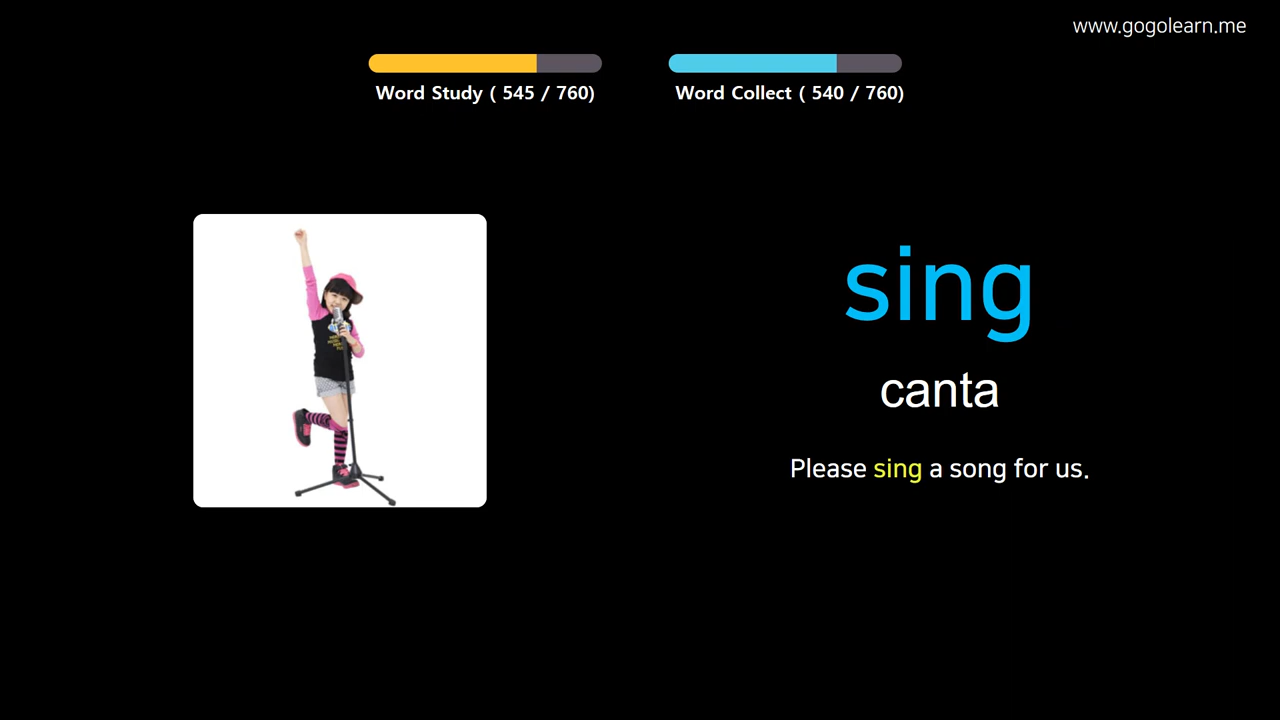 www.gogolearn.me
Word Study ( 545 / 760)
Word Collect ( 540 / 760)
sing
canta
Please sing a song for us.